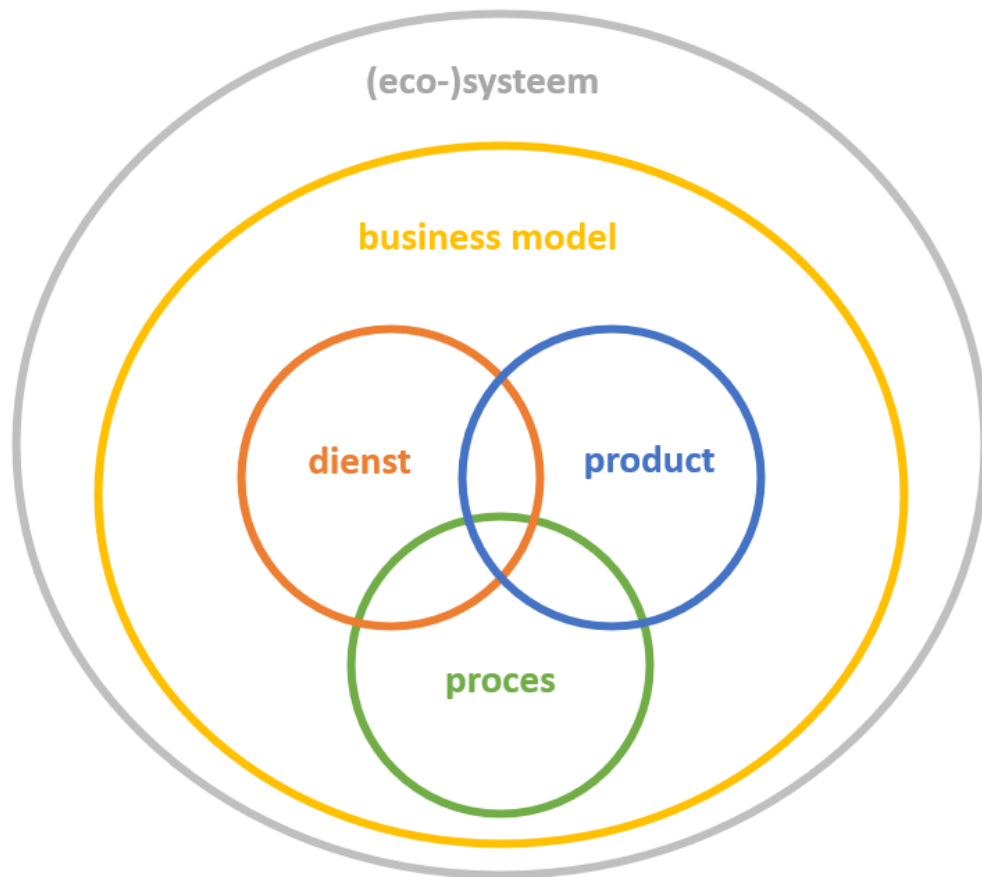 (eco-)systeem
business model
dienst
product
proces